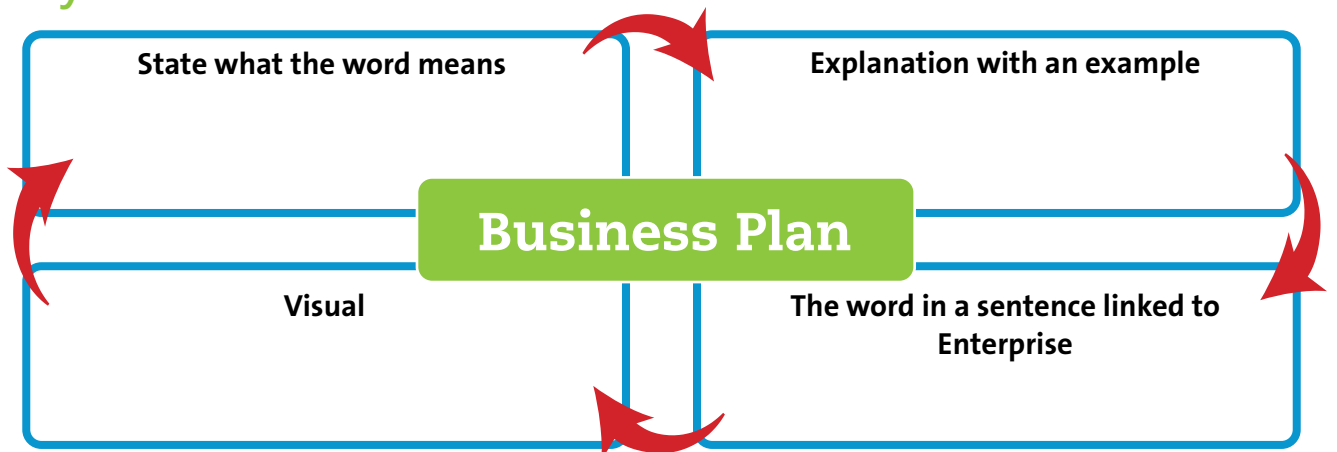 State what the word means
Explanation with an example
Business Plan
Visual
The word in a sentence linked to
Enterprise